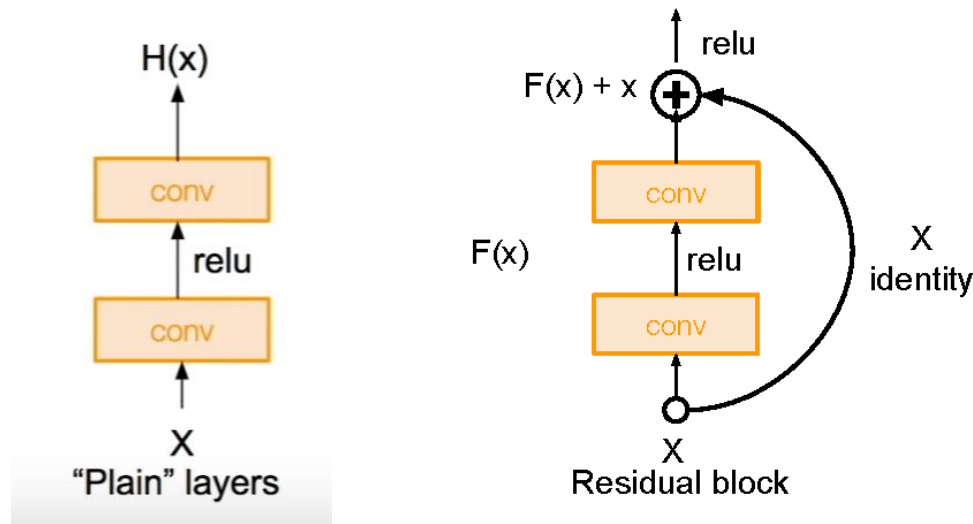 H(x)
conv
relu
conv
X
“Plain” layers
relu
F(x) + x
conv
F(x)
relu
X
identity
conv
X
Residual block